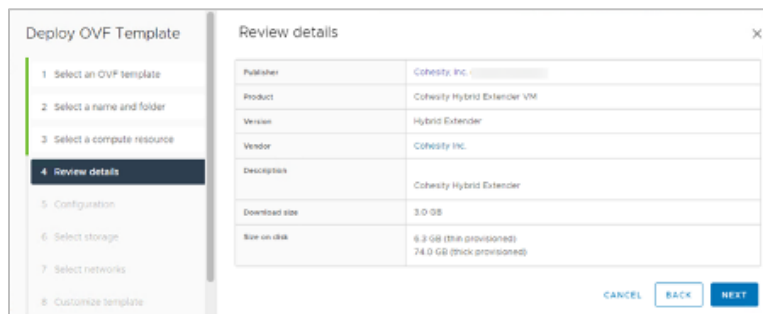 Deploy OVF Template
1 Select an OVF template
2 Select a name and folder
3 Select a compute resource
4 Review details
5 Configuration
6 Select storage
7 Select networks
8 Customize template
Review details
×
Publisher Cohesity, Inc.
Product Cohesity Hybrid Extender VM
Version Hybrid Extender
Vendor Cohesity Inc.
Description Cohesity Hybrid Extender
Download size 3.0 GB
Size on disk 6.3 GB (thin provisioned)
74.0 GB (thick provisioned)
CANCEL BACK NEXT